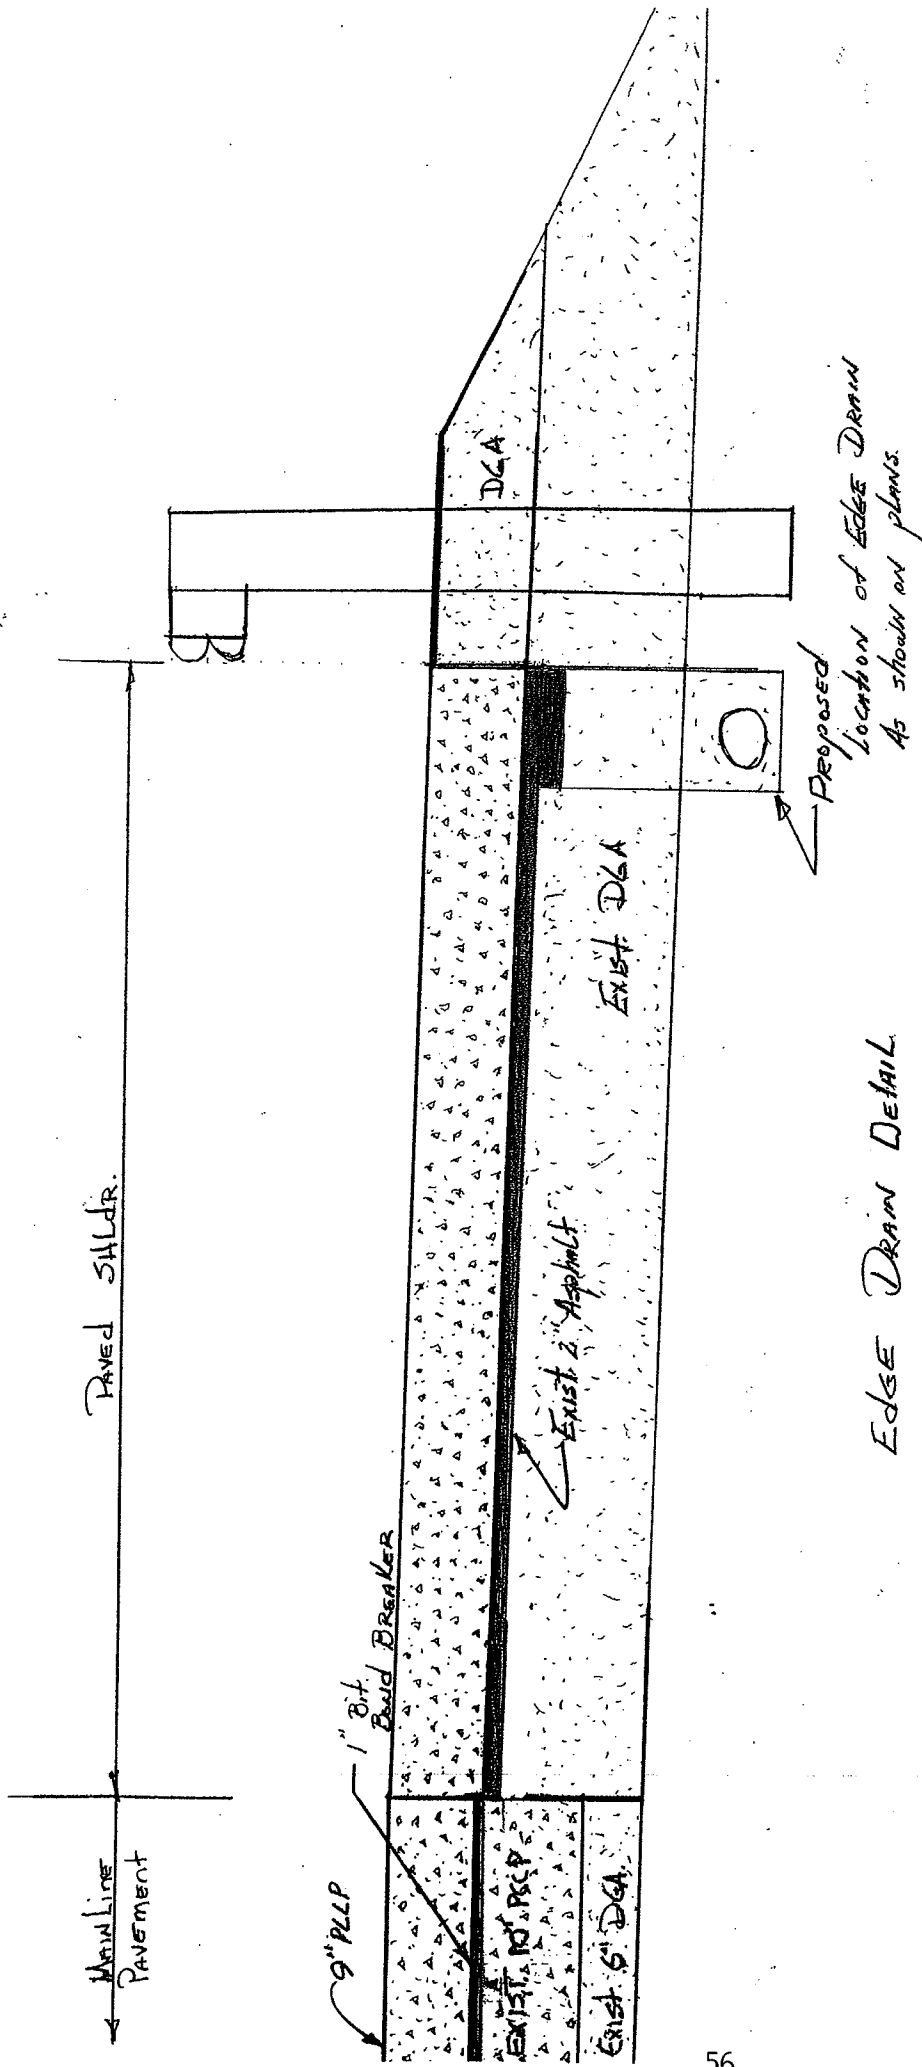 MAINLINE
PAVEMENT
PAVED SHLDR.
9" PLLP
1" Bit.
Bond BREAKER
EXIST. 10" PCCP
EXIST. 6" DGA
EXIST. 2" Asphalt
EXIST. DGA
DGA
PROPOSED
LOCATION of EDGE DRAIN
As shown on plans.
EDGE DRAIN DETAIL
56